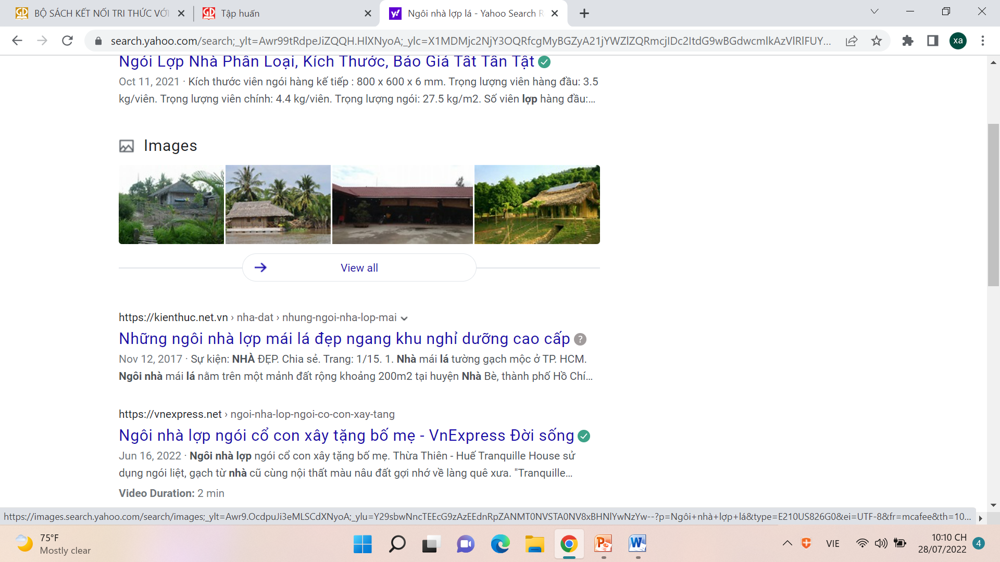 BỘ SÁCH KẾT NỐI TRI THỨC VỚI
Tập huấn
Ngôi nhà lợp lá - Yahoo Search R
search.yahoo.com/search;_ylt=Awr99tRdpeJiZQQH.HlXNyoA;_ylc=X1MDMjc2NjY3OQRfcgMyBGZyA21jYWZlZQRmcjIDc2ItdG9wBGdwcmlkAzVlRlFUY...
xa
Ngói Lợp Nhà Phân Loại, Kích Thước, Báo Giá Tất Tần Tật
Oct 11, 2021 · Kích thước viên ngói hàng kế tiếp : 800 x 600 x 6 mm. Trọng lượng viên hàng đầu: 3.5
kg/viên. Trọng lượng viên chính: 4.4 kg/viên. Trọng lượng ngói: 27.5 kg/m2. Số viên lợp hàng đầu:...
Images
View all
https://kienthuc.net.vn › nha-dat › nhung-ngoi-nha-lop-mai
Những ngôi nhà lợp mái lá đẹp ngang khu nghỉ dưỡng cao cấp
Nov 12, 2017 · Sự kiện: NHÀ ĐẸP. Chia sẻ. Trang: 1/15. 1. Nhà mái lá tường gạch mộc ở TP. HCM.
Ngôi nhà mái lá nằm trên một mảnh đất rộng khoảng 200m2 tại huyện Nhà Bè, thành phố Hồ Chí...
https://vnexpress.net › ngoi-nha-lop-ngoi-co-con-xay-tang
Ngôi nhà lợp ngói cổ con xây tặng bố mẹ - VnExpress Đời sống
Jun 16, 2022 · Ngôi nhà lợp ngói cổ con xây tặng bố mẹ. Thừa Thiên - Huế Tranquille House sử
dụng ngói liệt, gạch từ nhà cũ cùng nội thất màu nâu đất gợi nhớ về làng quê xưa. "Tranquille...
Video Duration: 2 min
https://images.search.yahoo.com/search/images;_ylt=Awr9.OcdpuJi3eMLSCdXNyoA;_ylu=Y29sbwNncTEEcG9zAzEEdnRpZANMT0NVSTA0NV8xBHNlYwNzYw--?p=Ngôi+nhà+lợp+lá&type=E210US826G0&ei=UTF-8&fr=mcafee&th=10...
75°F
Mostly clear
VIE
10:10 CH
28/07/2022
4